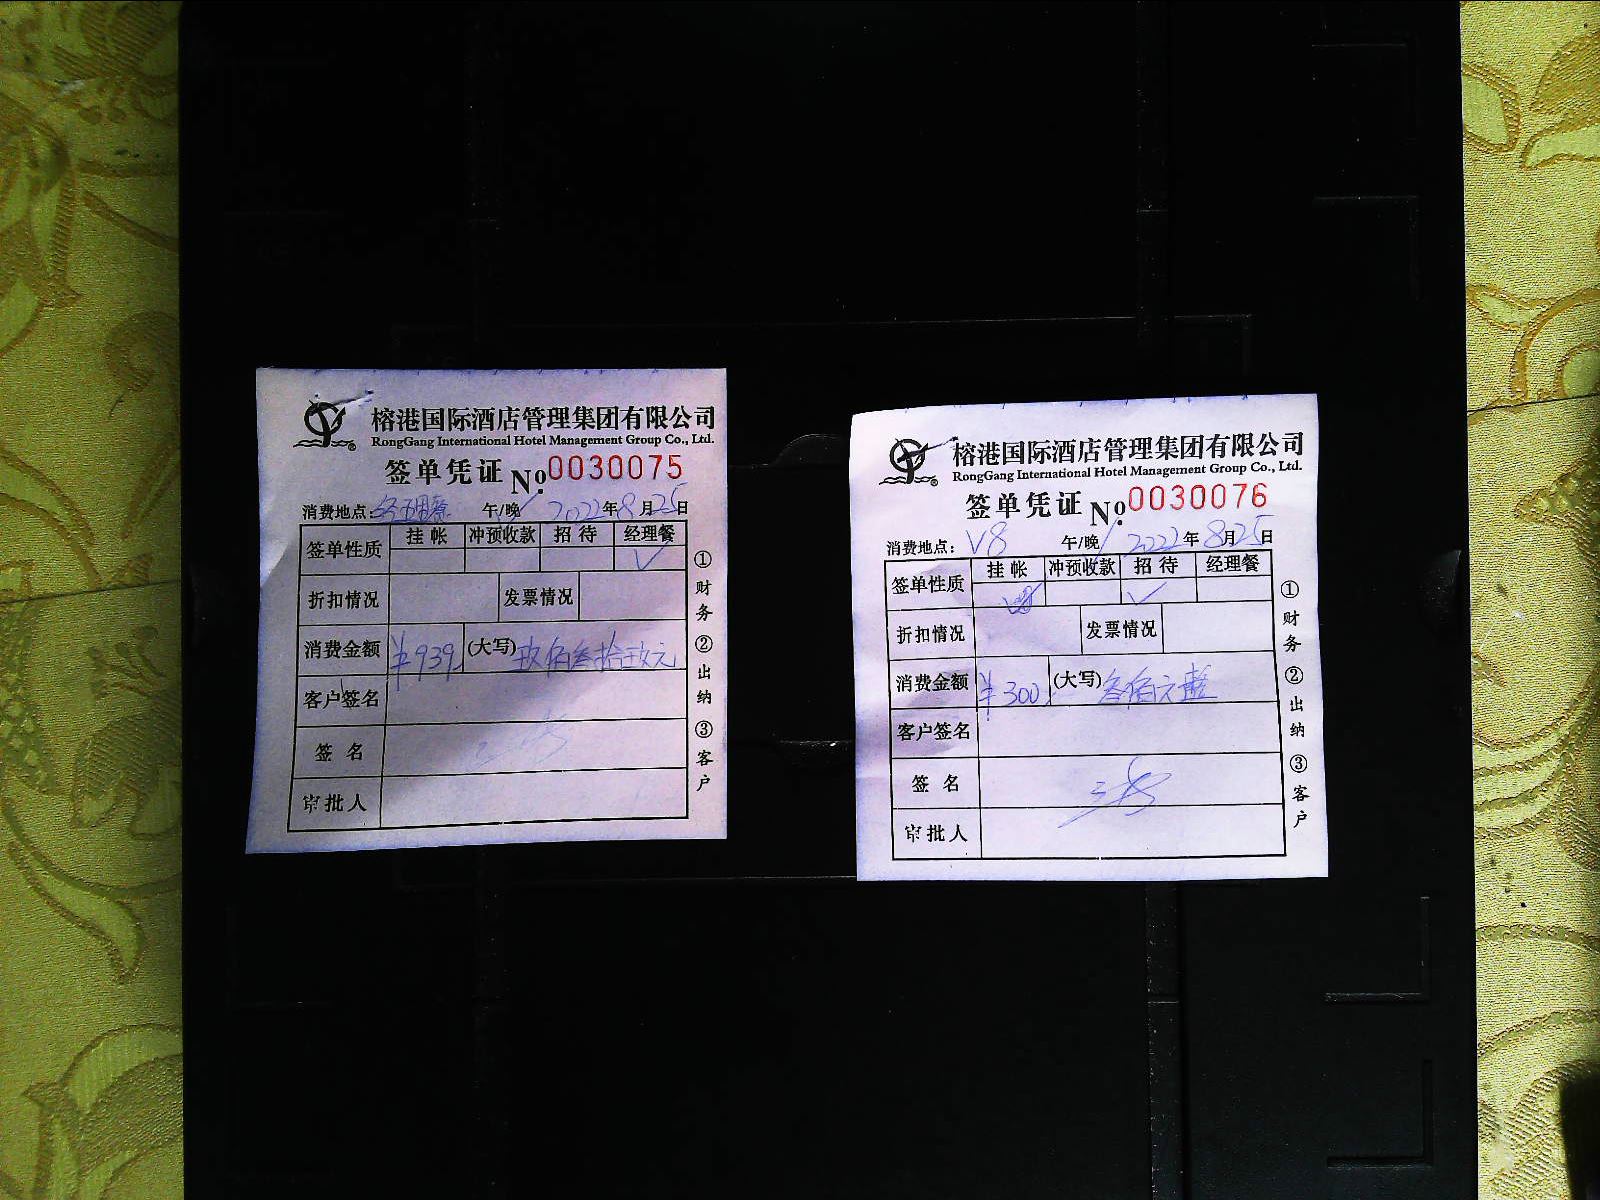 榕港国际酒店管理集团有限公司
RongGang International Hotel Management Group Co., Ltd.
签单凭证 No. 0030075
消费地点: 午/晚 2022年8月25日
签单性质 挂帐 冲预收款 招待 经理餐
✓
折扣情况 发票情况
消费金额 ¥939 (大写) 玖佰叁拾玖元
客户签名
签名
审批人
①财务 ②出纳 ③客户
榕港国际酒店管理集团有限公司
RongGang International Hotel Management Group Co., Ltd.
签单凭证 No. 0030076
消费地点: V8 午/晚 2022年8月25日
签单性质 挂帐 冲预收款 招待 经理餐
✓
折扣情况 发票情况
消费金额 ¥300 (大写) 叁佰元整
客户签名
签名
审批人
①财务 ②出纳 ③客户